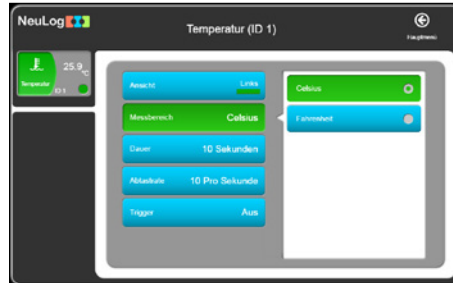 NeuLog
Temperatur (ID 1)
Hauptmenü
25.9 °C
Temperatur
ID 1
Ansicht Links
Messbereich Celsius
Dauer 10 Sekunden
Abtastrate 10 Pro Sekunde
Trigger Aus
Celsius
Fahrenheit